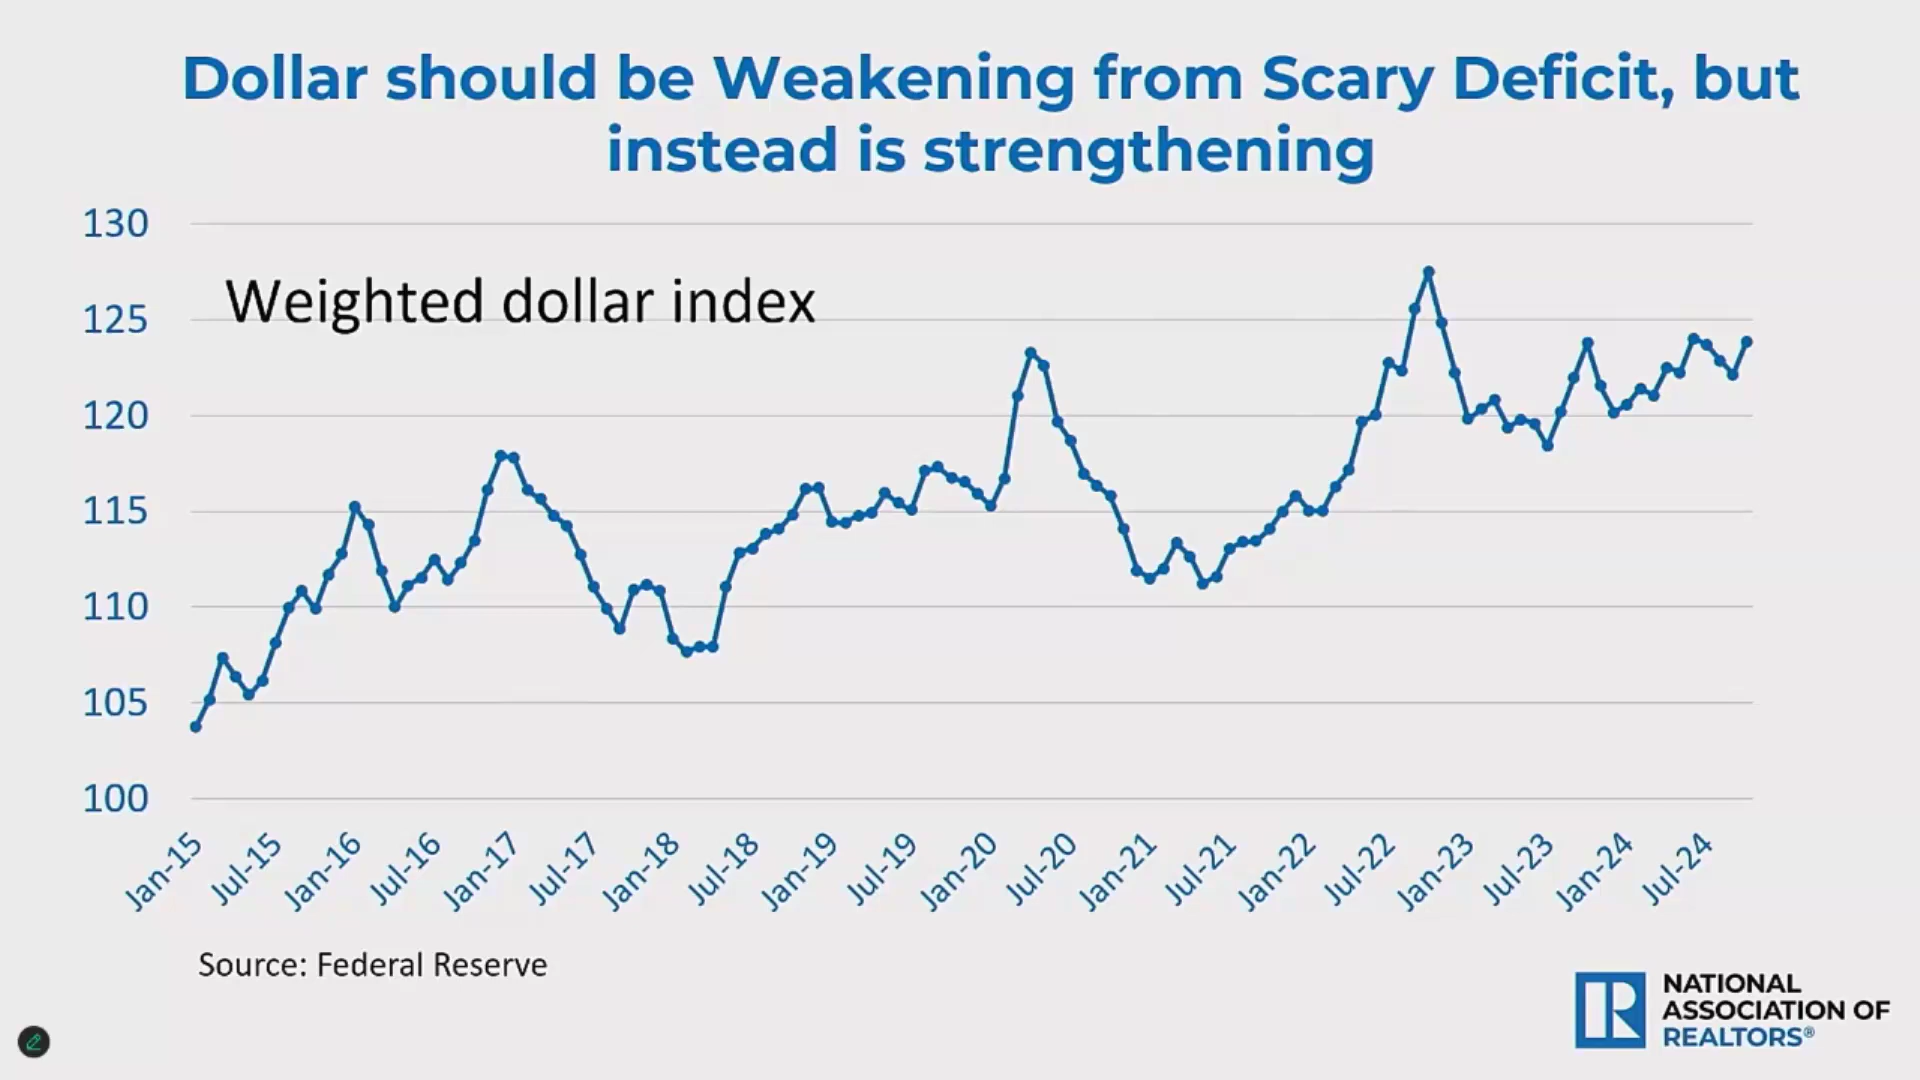 Dollar should be Weakening from Scary Deficit, but
instead is strengthening
130
Weighted dollar index
125
120
115
110
105
100
Jan-15
Jul-15
Jan-16
Jul-16
Jan-17
Jul-17
Jan-18
Jul-18
Jan-19
Jul-19
Jan-20
Jul-20
Jan-21
Jul-21
Jan-22
Jul-22
Jan-23
Jul-23
Jan-24
Jul-24
Source: Federal Reserve
NATIONAL
ASSOCIATION OF
REALTORS®